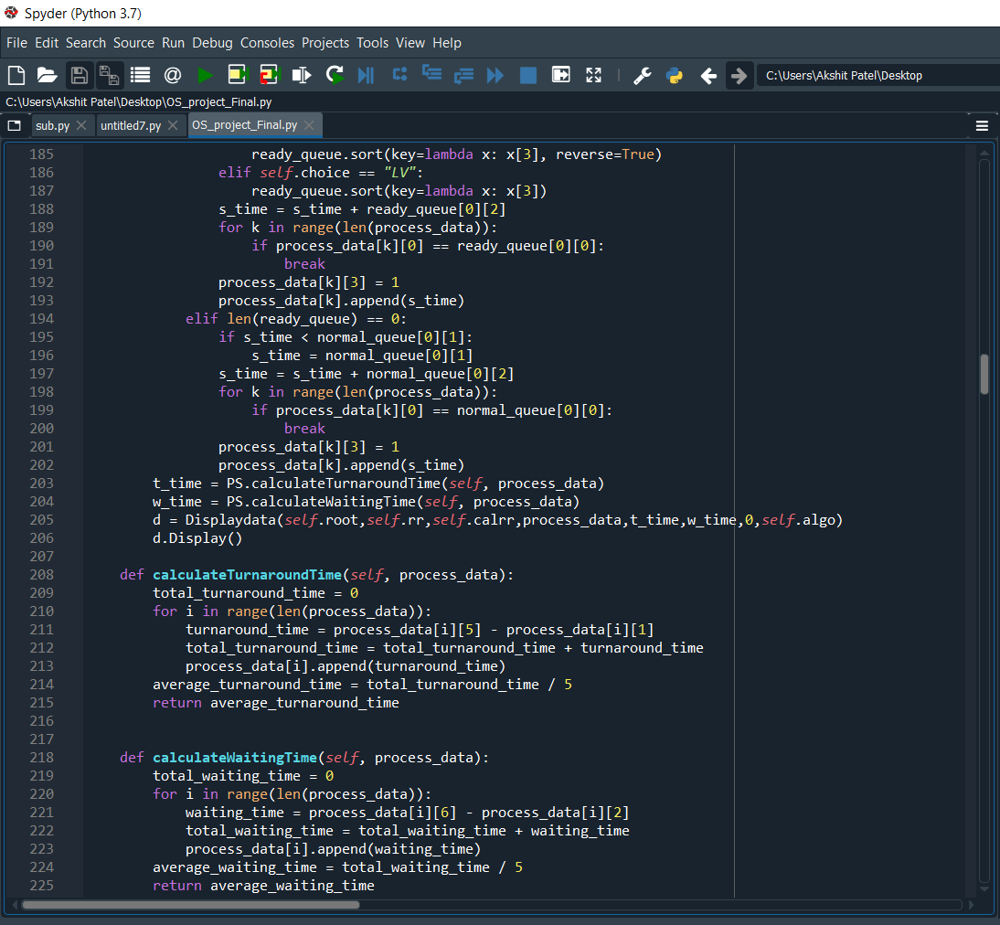 Spyder (Python 3.7)
File Edit Search Source Run Debug Consoles Projects Tools View Help
C:\Users\Akshit Patel\Desktop
C:\Users\Akshit Patel\Desktop\OS_project_Final.py
sub.py untitled7.py OS_project_Final.py
185 ready_queue.sort(key=lambda x: x[3], reverse=True)
186 elif self.choice == "LV":
187 ready_queue.sort(key=lambda x: x[3])
188 s_time = s_time + ready_queue[0][2]
189 for k in range(len(process_data)):
190 if process_data[k][0] == ready_queue[0][0]:
191 break
192 process_data[k][3] = 1
193 process_data[k].append(s_time)
194 elif len(ready_queue) == 0:
195 if s_time < normal_queue[0][1]:
196 s_time = normal_queue[0][1]
197 s_time = s_time + normal_queue[0][2]
198 for k in range(len(process_data)):
199 if process_data[k][0] == normal_queue[0][0]:
200 break
201 process_data[k][3] = 1
202 process_data[k].append(s_time)
203 t_time = PS.calculateTurnaroundTime(self, process_data)
204 w_time = PS.calculateWaitingTime(self, process_data)
205 d = Displaydata(self.root,self.rr,self.calrr,process_data,t_time,w_time,0,self.algo)
206 d.Display()
207
208 def calculateTurnaroundTime(self, process_data):
209 total_turnaround_time = 0
210 for i in range(len(process_data)):
211 turnaround_time = process_data[i][5] - process_data[i][1]
212 total_turnaround_time = total_turnaround_time + turnaround_time
213 process_data[i].append(turnaround_time)
214 average_turnaround_time = total_turnaround_time / 5
215 return average_turnaround_time
216
217
218 def calculateWaitingTime(self, process_data):
219 total_waiting_time = 0
220 for i in range(len(process_data)):
221 waiting_time = process_data[i][6] - process_data[i][2]
222 total_waiting_time = total_waiting_time + waiting_time
223 process_data[i].append(waiting_time)
224 average_waiting_time = total_waiting_time / 5
225 return average_waiting_time